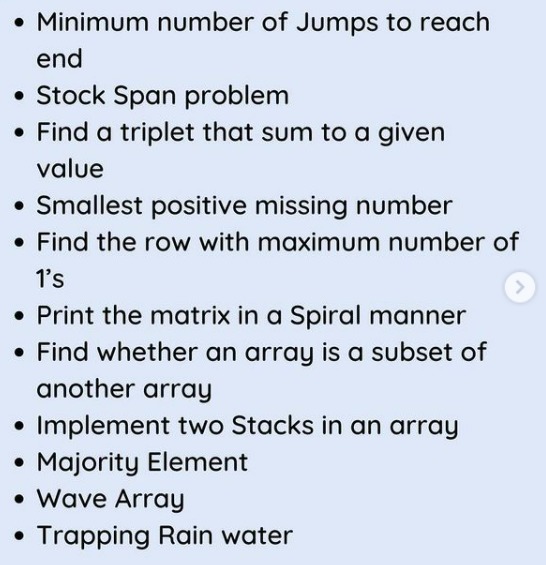 • Minimum number of Jumps to reach
end
• Stock Span problem
• Find a triplet that sum to a given
value
• Smallest positive missing number
• Find the row with maximum number of
1's
• Print the matrix in a Spiral manner
• Find whether an array is a subset of
another array
• Implement two Stacks in an array
• Majority Element
• Wave Array
• Trapping Rain water